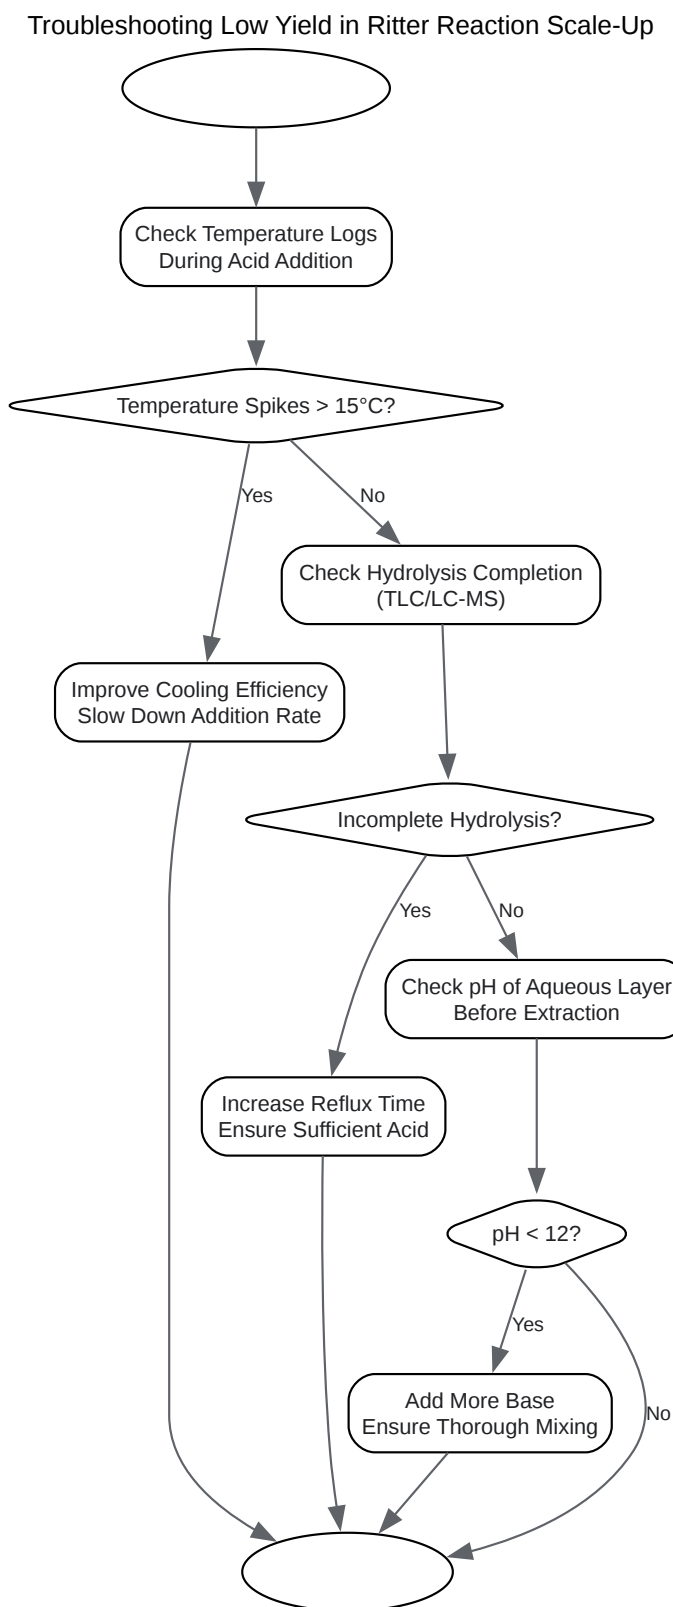 Troubleshooting Low Yield in Ritter Reaction Scale-Up
Check Temperature Logs
During Acid Addition
Temperature Spikes > 15°C?
Yes
No
Check Hydrolysis Completion
(TLC/LC-MS)
Improve Cooling Efficiency
Slow Down Addition Rate
Incomplete Hydrolysis?
Yes
No
Check pH of Aqueous Layer
Before Extraction
Increase Reflux Time
Ensure Sufficient Acid
pH < 12?
Yes
No
Add More Base
Ensure Thorough Mixing